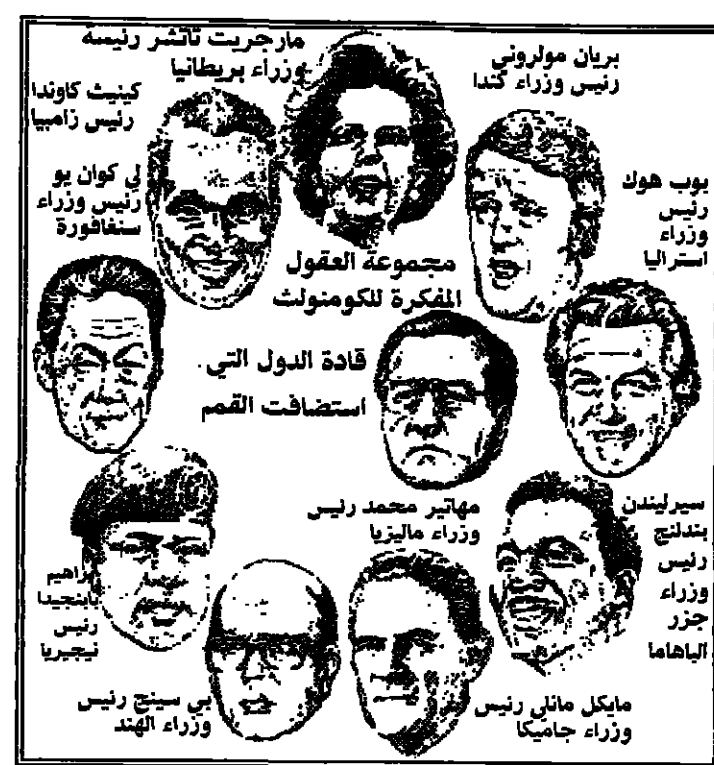 مارجريت تاتشر رئيسة
وزراء بريطانيا
بريان مولروني
رئيس وزراء كندا
كينيث كاوندا
رئيس زامبيا
بوب هوك
رئيس
وزراء
استراليا
لي كوان يو
رئيس وزراء
سنغافورة
مجموعة العقول
المفكرة للكومنولث
قادة الدول التي
استضافت القمم
مهاتير محمد رئيس
وزراء ماليزيا
سيرليندن
بندلنج
رئيس
وزراء
جزر
الباهاما
رئيس
نيجيريا
بي سينج رئيس
وزراء الهند
مايكل مانلي رئيس
وزراء جاميكا